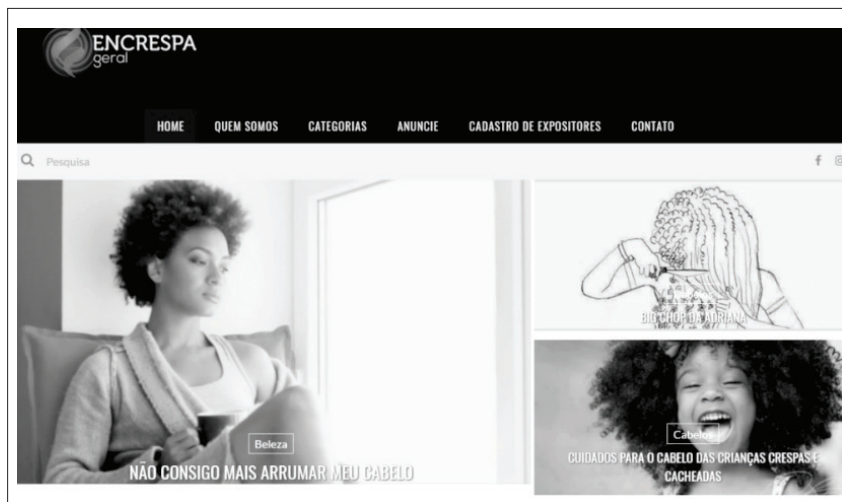 ENCRESPA
geral
HOME QUEM SOMOS CATEGORIAS ANUNCIE CADASTRO DE EXPOSITORES CONTATO
Pesquisa
BIG CHOP DA ADRIANA
Beleza
NÃO CONSIGO MAIS ARRUMAR MEU CABELO
Cabelos
CUIDADOS PARA O CABELO DAS CRIANÇAS CRESPAS E
CACHEADAS